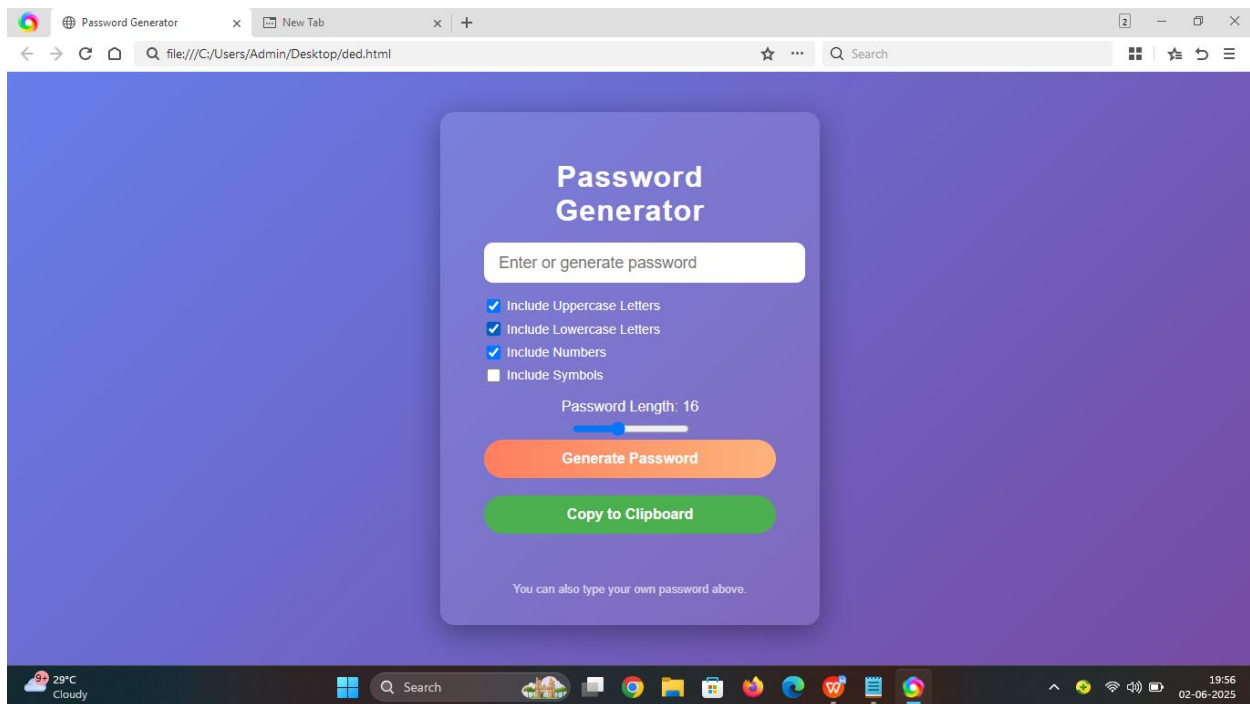 Password Generator
New Tab
2
file:///C:/Users/Admin/Desktop/ded.html
Search
Password
Generator
Enter or generate password
Include Uppercase Letters
Include Lowercase Letters
Include Numbers
Include Symbols
Password Length: 16
Generate Password
Copy to Clipboard
You can also type your own password above.
9+
29°C
Cloudy
Search
19:56
02-06-2025